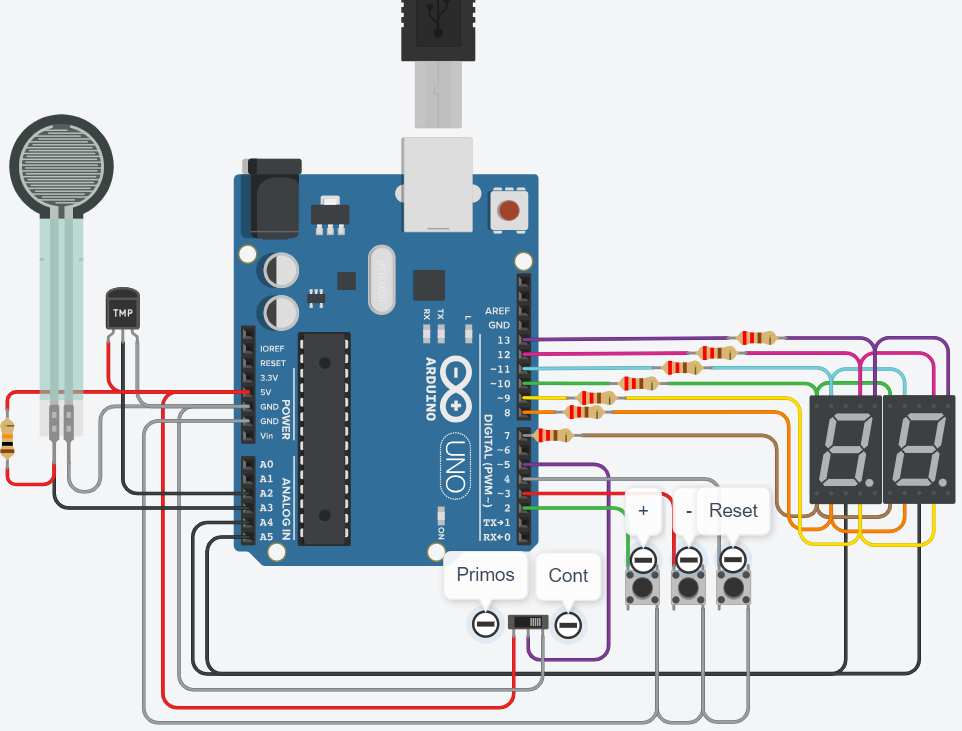 TMP
RX
TX
L
AREF
GND
IOREF
RESET
3.3V
5V
GND
GND
Vin
POWER
A0
A1
A2
A3
A4
A5
ANALOG IN
ARDUINO
UNO
ON
13
12
~11
~10
~9
8
7
~6
~5
4
~3
2
TX→1
RX←0
DIGITAL (PWM~)
+
-
Reset
Primos
Cont